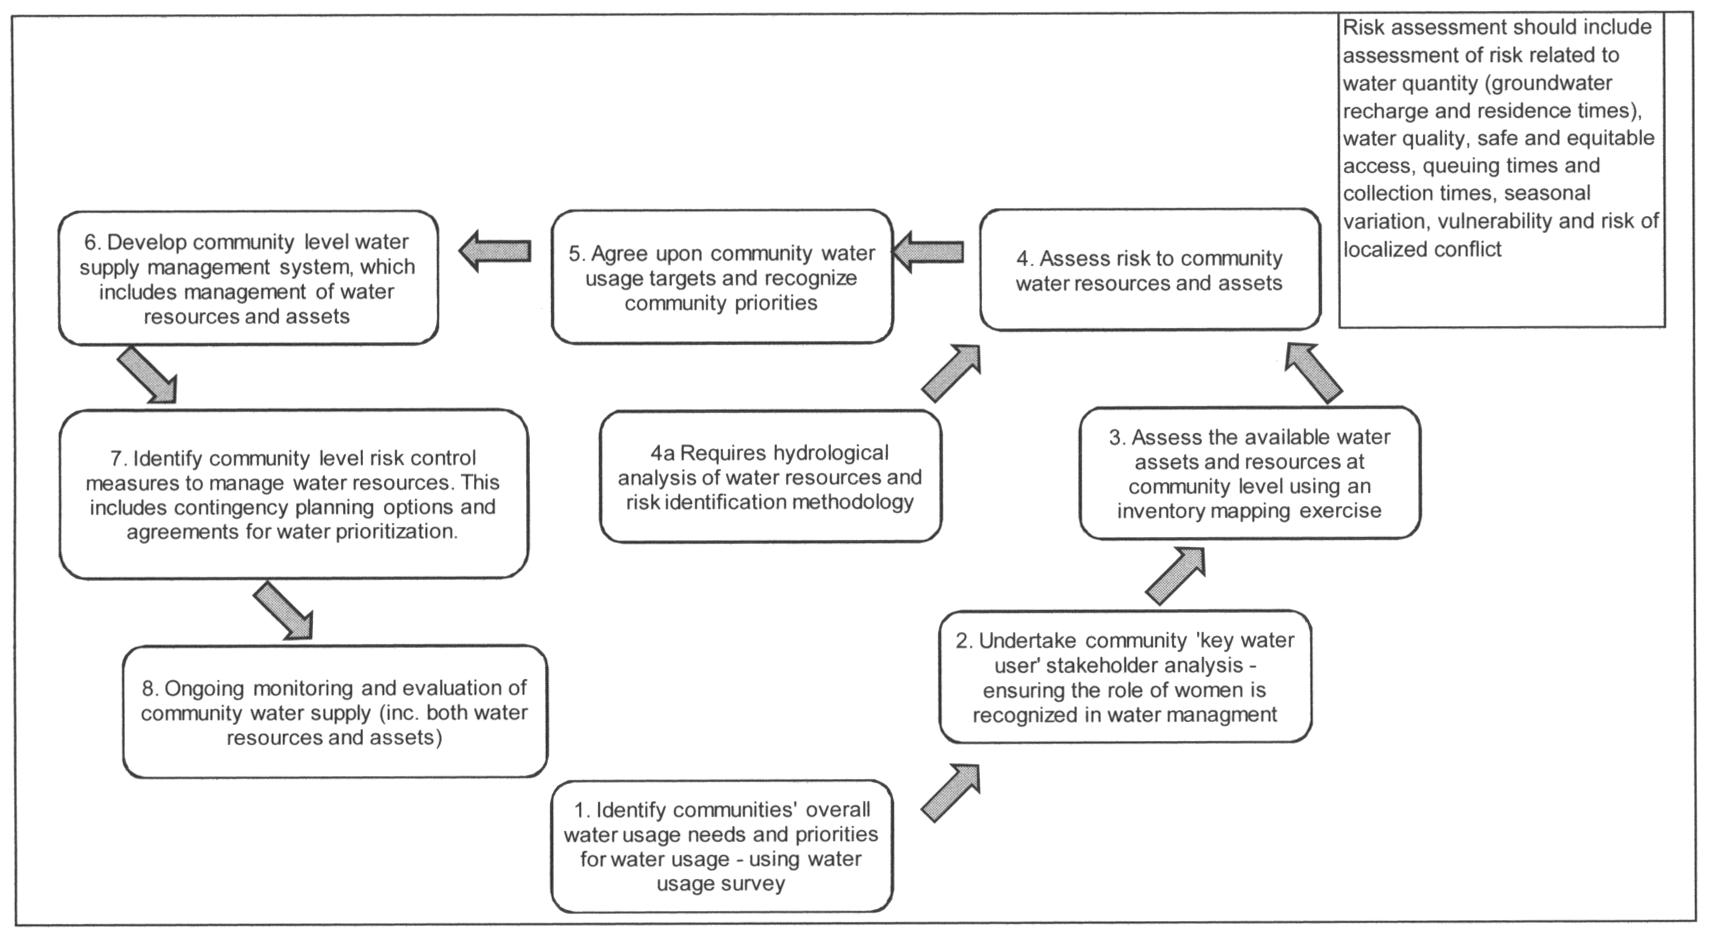 Risk assessment should include
assessment of risk related to
water quantity (groundwater
recharge and residence times),
water quality, safe and equitable
access, queuing times and
collection times, seasonal
variation, vulnerability and risk of
localized conflict
6. Develop community level water
supply management system, which
includes management of water
resources and assets
5. Agree upon community water
usage targets and recognize
community priorities
4. Assess risk to community
water resources and assets
7. Identify community level risk control
measures to manage water resources. This
includes contingency planning options and
agreements for water prioritization.
4a Requires hydrological
analysis of water resources and
risk identification methodology
3. Assess the available water
assets and resources at
community level using an
inventory mapping exercise
8. Ongoing monitoring and evaluation of
community water supply (inc. both water
resources and assets)
2. Undertake community 'key water
user' stakeholder analysis -
ensuring the role of women is
recognized in water managment
1. Identify communities' overall
water usage needs and priorities
for water usage - using water
usage survey